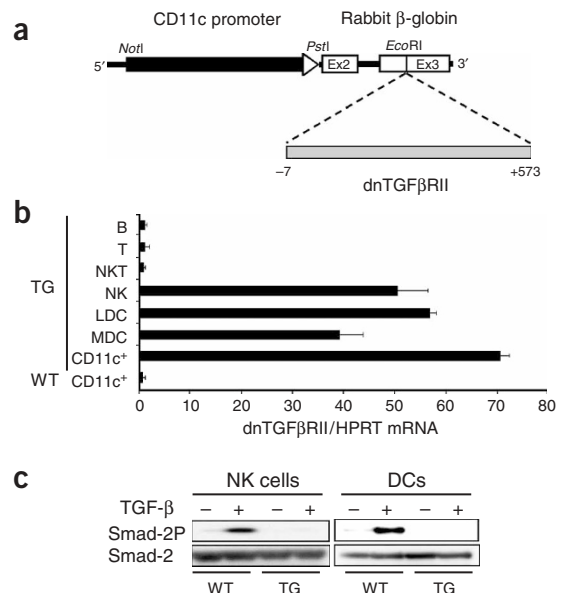 a
CD11c promoter Rabbit β-globin
NotI PstI EcoRI
5′ Ex2 Ex3 3′
–7 +573
dnTGFβRII
b
TG
B
T
NKT
NK
LDC
MDC
CD11c⁺
WT CD11c⁺
0 10 20 30 40 50 60 70 80
dnTGFβRII/HPRT mRNA
c
NK cells DCs
TGF-β – + – + – + – +
Smad-2P
Smad-2
WT TG WT TG